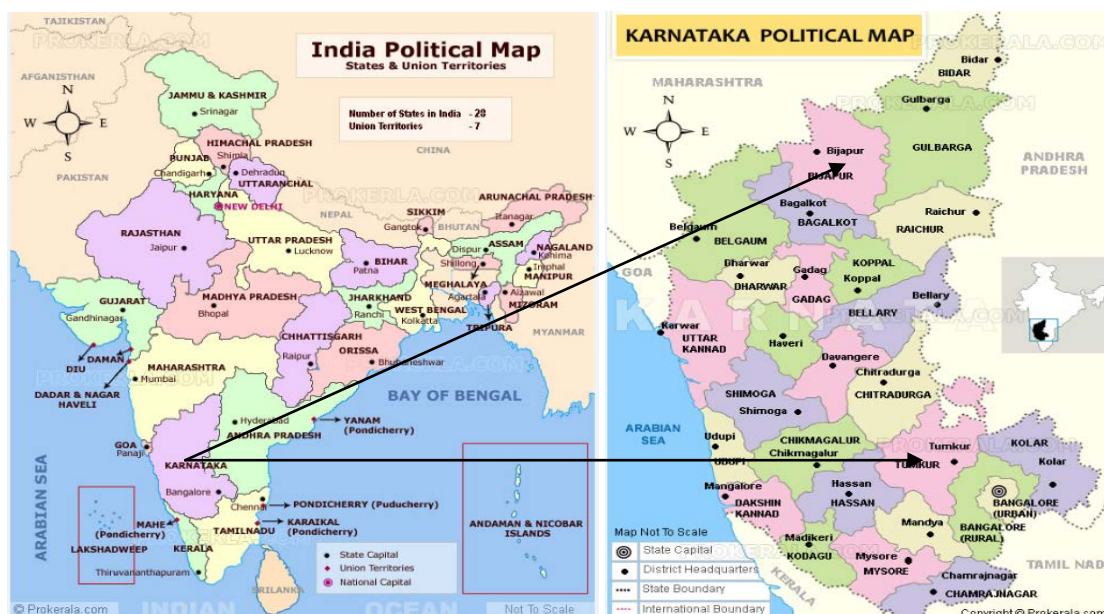 India Political Map
States & Union Territories
Number of States in India - 28
Union Territories - 7
N
W E
S
TAJIKISTAN
AFGANISTHAN
PAKISTAN
CHINA
NEPAL
BHUTAN
MYANMAR
SRILANKA
JAMMU & KASHMIR
Srinagar
HIMACHAL PRADESH
Shimla
PUNJAB
Chandigarh
Dehradun
UTTARANCHAL
HARYANA
NEW DELHI
RAJASTHAN
Jaipur
UTTAR PRADESH
Lucknow
BIHAR
Patna
SIKKIM
Gangtok
ARUNACHAL PRADESH
Itanagar
ASSAM
Dispur
NAGALAND
Kohima
Shillong
MEGHALAYA
Imphal
MANIPUR
Agartala
Aizawal
MIZORAM
TRIPURA
GUJARAT
Gandhinagar
MADHYA PRADESH
Bhopal
JHARKHAND
Ranchi
WEST BENGAL
Kolkatta
CHHATTISGARH
Raipur
ORISSA
Bhubaneshwar
DAMAN
DIU
DADAR & NAGAR
HAVELI
MAHARASHTRA
Mumbai
BAY OF BENGAL
Hyderabad
ANDHRA PRADESH
YANAM
(Pondicherry)
GOA
Panaji
KARNATAKA
Bangalore
Chennai
PONDICHERRY (Puducherry)
MAHE
(Pondicherry)
TAMILNADU
KARAIKAL
(Pondicherry)
LAKSHADWEEP
KERALA
Thiruvananthapuram
ARABIAN SEA
ANDAMAN & NICOBAR
ISLANDS
State Capital
Union Territories
National Capital
© Prokerala.com
INDIAN OCEAN
Not To Scale
KARNATAKA POLITICAL MAP
N
W E
S
MAHARASHTRA
ANDHRA
PRADESH
GOA
ARABIAN
SEA
KERALA
TAMIL NAD
KARNATA
Bidar
BIDAR
Gulbarga
GULBARGA
Bijapur
BIJAPUR
Bagalkot
BAGALKOT
Raichur
RAICHUR
Belgaum
BELGAUM
Dharwar
DHARWAR
Gadag
GADAG
KOPPAL
Koppal
Bellary
BELLARY
Karwar
UTTAR
KANNAD
Haveri
Davangere
Chitradurga
CHITRADURGA
SHIMOGA
Shimoga
Udupi
UDUPI
CHIKMAGALUR
Chikmagalur
Tumkur
TUMKUR
KOLAR
Kolar
Mangalore
DAKSHIN
KANNAD
Hassan
HASSAN
BANGALORE
(URBAN)
BANGALORE
(RURAL)
Mandya
Madikeri
KODAGU
Mysore
MYSORE
Chamrajnagar
CHAMRAJNAGAR
Map Not To Scale
State Capital
District Headquarters
State Boundary
International Boundary
Copyright © Prokerala.com